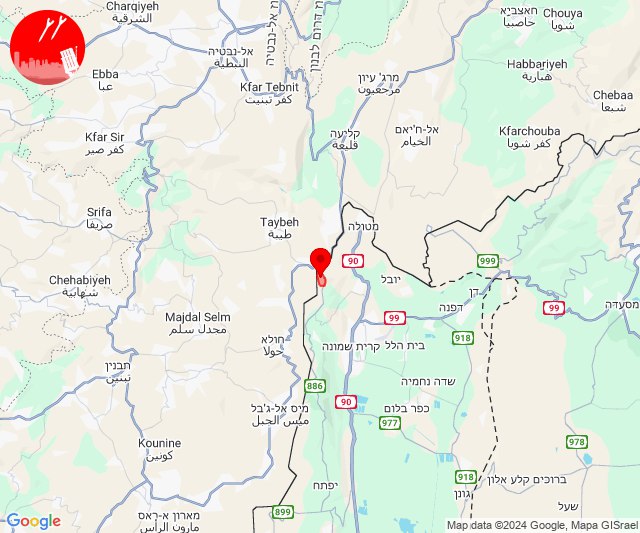 Charqiyeh
الشرقية
אל-נבטיה
النبطية
חאצביא
حاصبيا
Chouya
شويا
Habbariyeh
هبارية
מרג' עיון
مرجعيون
Ebba
عبا
Kfar Tebnit
كفر تبنيت
Chebaa
شبعا
Kfar Sir
كفر صير
קליעה
قليعة
אל-ח'יאם
الخيام
Kfarchouba
كفر شوبا
Srifa
صريفا
Taybeh
طيبة
מטולה
90
999
Chehabiyeh
شهابية
יובל
דן
דפנה
99
99
מסעדה
Majdal Selm
مجدل سلم
חולא
حولا
קרית שמונה
בית הלל
918
תבנין
تبنين
886
שדה נחמיה
מיס אל-ג'בל
ميس الجبل
90
כפר בלום
977
Kounine
كونين
978
918
יפתח
גונן
ברוכים קלע אלון
שעל
מארון א-ראס
مارون الرأس
899
Google
Map data ©2024 Google, Mapa GISrael